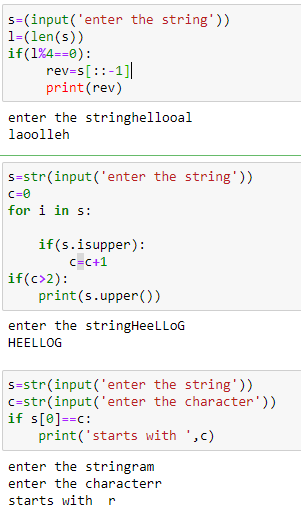 s=(input('enter the string'))
l=(len(s))
if(l%4==0):
    rev=s[::-1]
    print(rev)
enter the stringhellooal
laoolleh
s=str(input('enter the string'))
c=0
for i in s:
    if(s.isupper):
        c=c+1
if(c>2):
    print(s.upper())
enter the stringHeeLLoG
HEELLOG
s=str(input('enter the string'))
c=str(input('enter the character'))
if s[0]==c:
    print('starts with ',c)
enter the stringram
enter the characterr
starts with  r